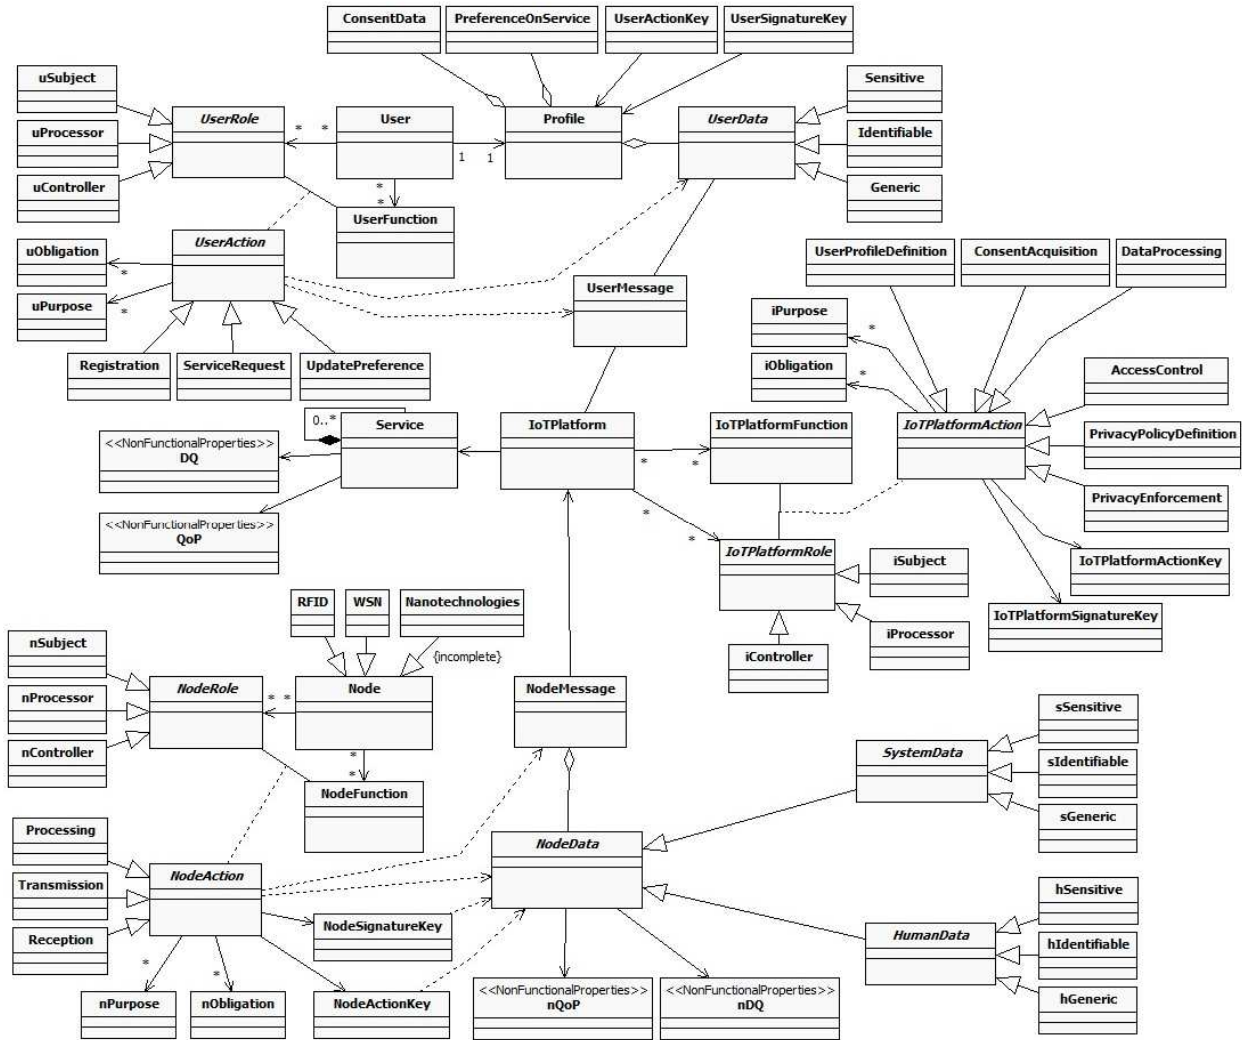 ConsentData
PreferenceOnService
UserActionKey
UserSignatureKey
uSubject
Sensitive
UserRole
User
Profile
UserData
uProcessor
* *
1 1
Identifiable
uController
Generic
*
*
UserFunction
UserAction
uObligation
*
UserProfileDefinition
ConsentAcquisition
DataProcessing
uPurpose
*
UserMessage
iPurpose
*
Registration
ServiceRequest
UpdatePreference
iObligation
*
AccessControl
0..*
Service
IoTPlatform
IoTPlatformFunction
IoTPlatformAction
<<NonFunctionalProperties>>
DQ
* *
PrivacyPolicyDefinition
PrivacyEnforcement
<<NonFunctionalProperties>>
QoP
*
*
IoTPlatformRole
iSubject
IoTPlatformActionKey
RFID
WSN
Nanotechnologies
IoTPlatformSignatureKey
iProcessor
nSubject
{incomplete}
iController
NodeRole
Node
NodeMessage
nProcessor
* *
sSensitive
nController
*
*
SystemData
sIdentifiable
NodeFunction
sGeneric
Processing
NodeData
NodeAction
Transmission
hSensitive
NodeSignatureKey
Reception
HumanData
hIdentifiable
* *
nPurpose
nObligation
NodeActionKey
<<NonFunctionalProperties>>
nQoP
<<NonFunctionalProperties>>
nDQ
hGeneric